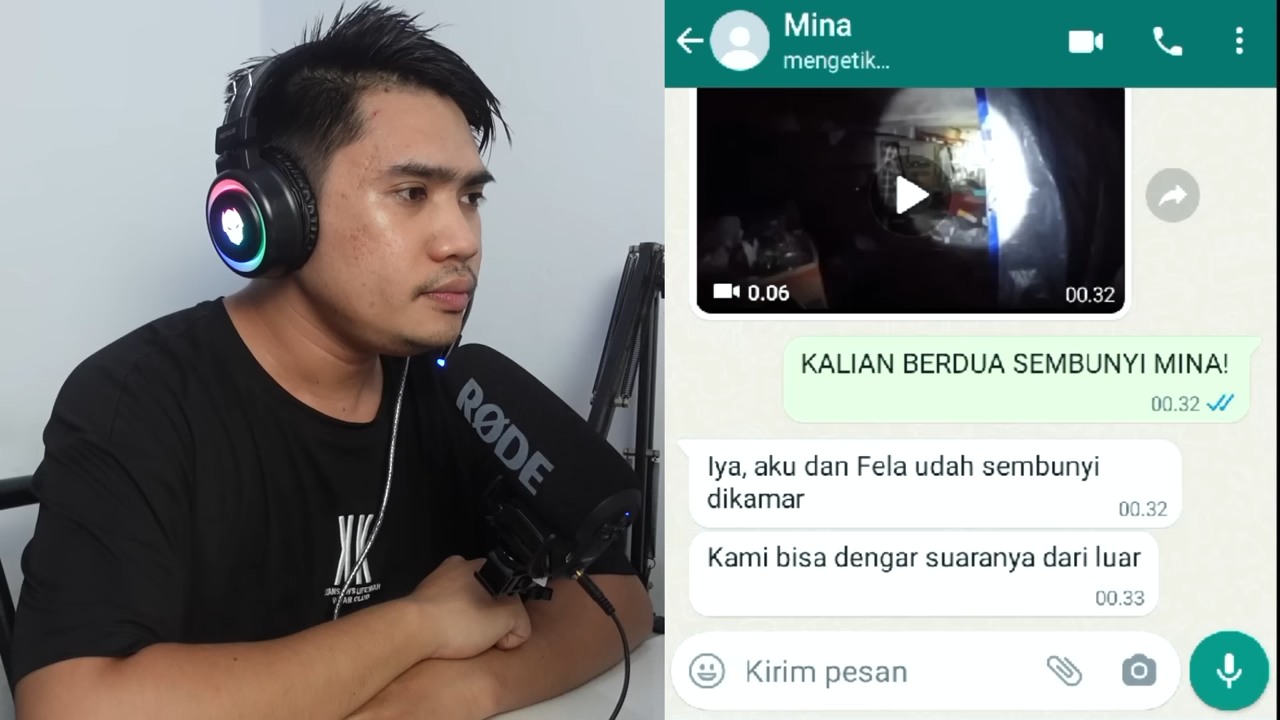 Mina
mengetik...
0.06
00.32
KALIAN BERDUA SEMBUNYI MINA!
00.32
Iya, aku dan Fela udah sembunyi
dikamar
00.32
Kami bisa dengar suaranya dari luar
00.33
Kirim pesan
RØDE
XK